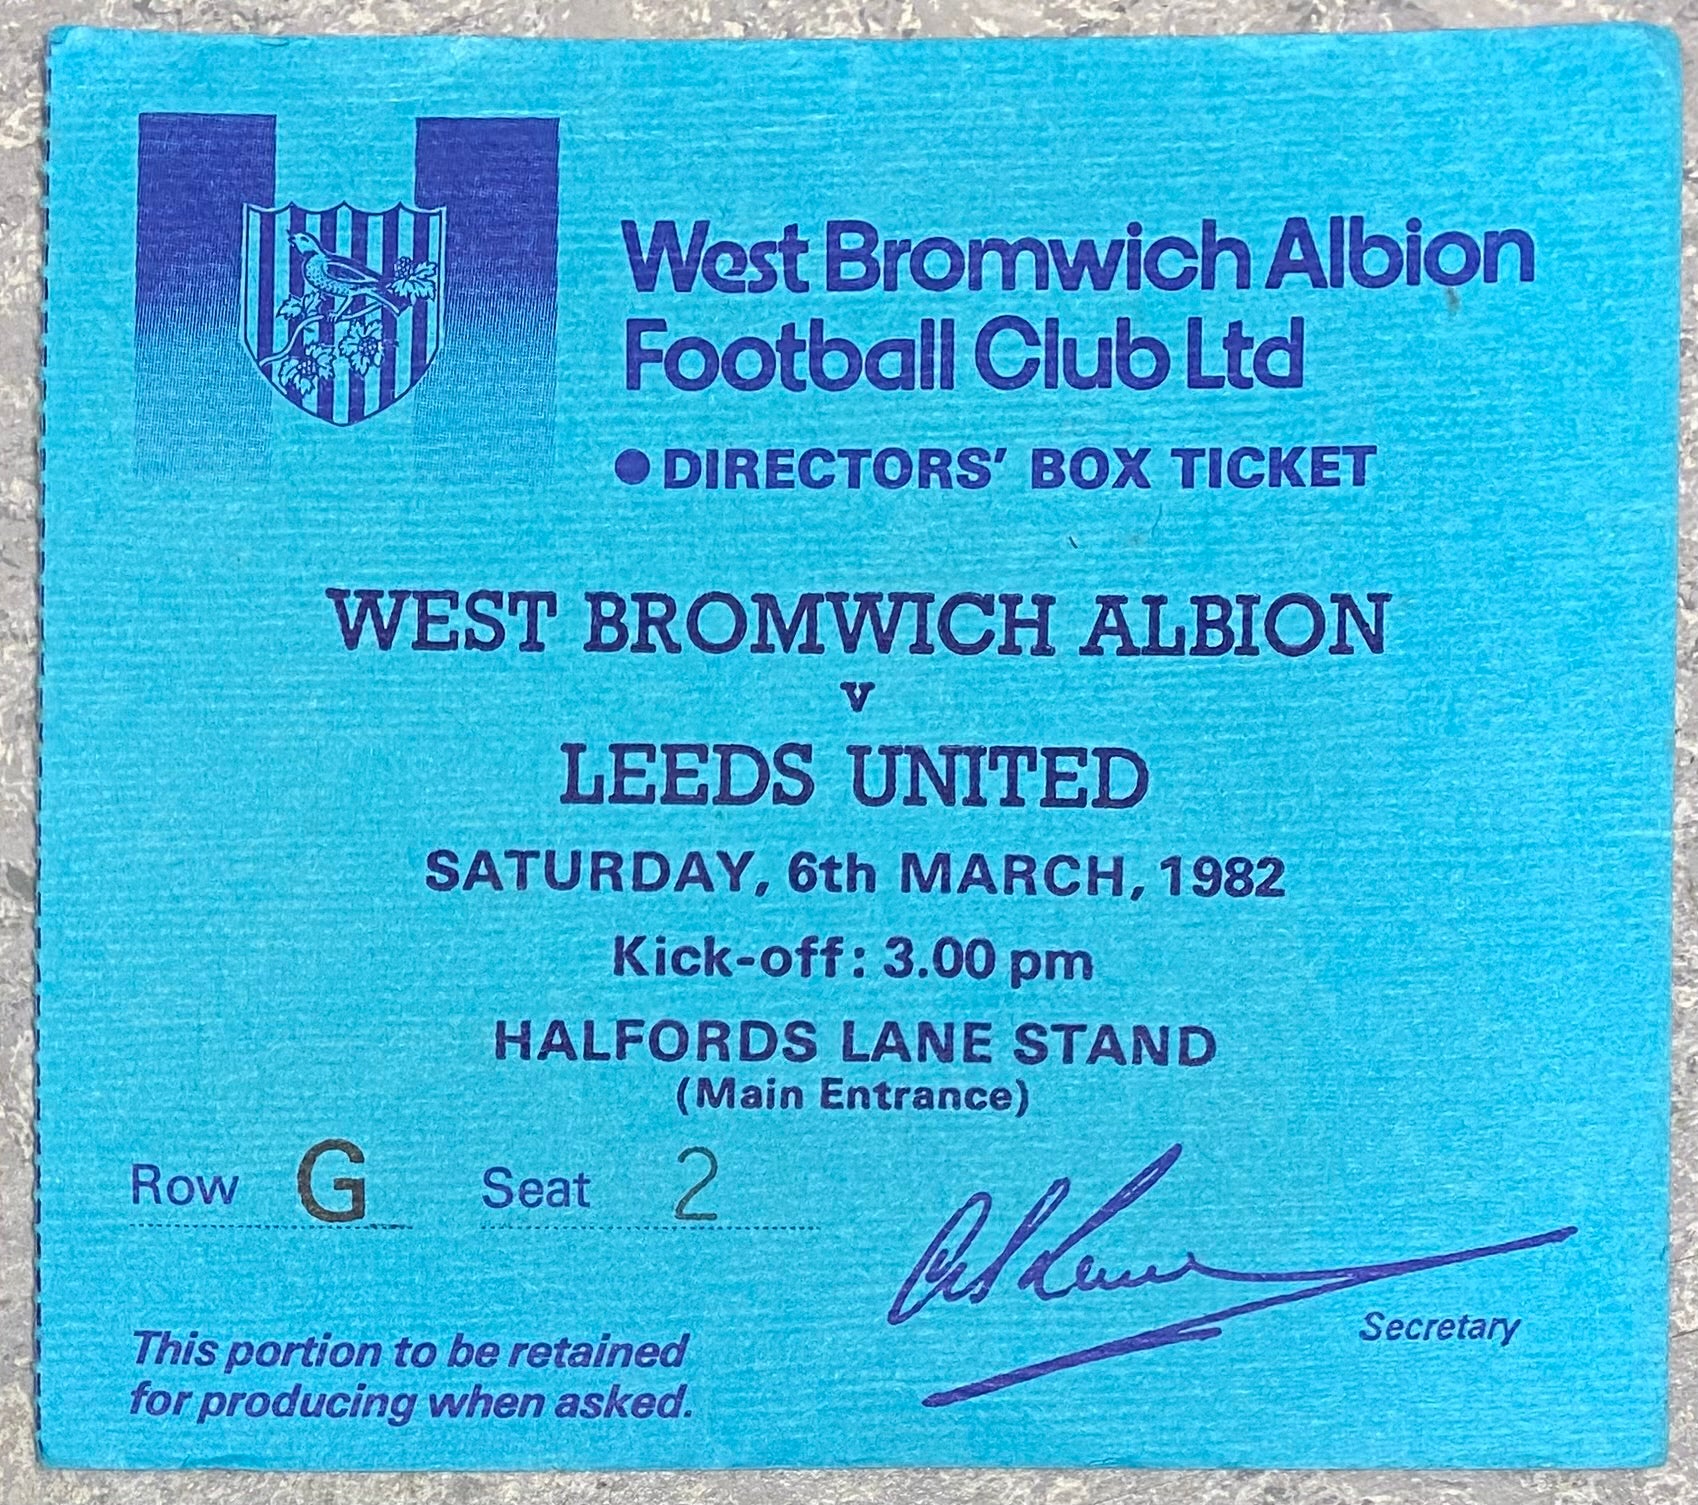 West Bromwich Albion
Football Club Ltd
● DIRECTORS' BOX TICKET
WEST BROMWICH ALBION
v
LEEDS UNITED
SATURDAY, 6th MARCH, 1982
Kick-off: 3.00 pm
HALFORDS LANE STAND
(Main Entrance)
Row G Seat 2
Secretary
This portion to be retained
for producing when asked.